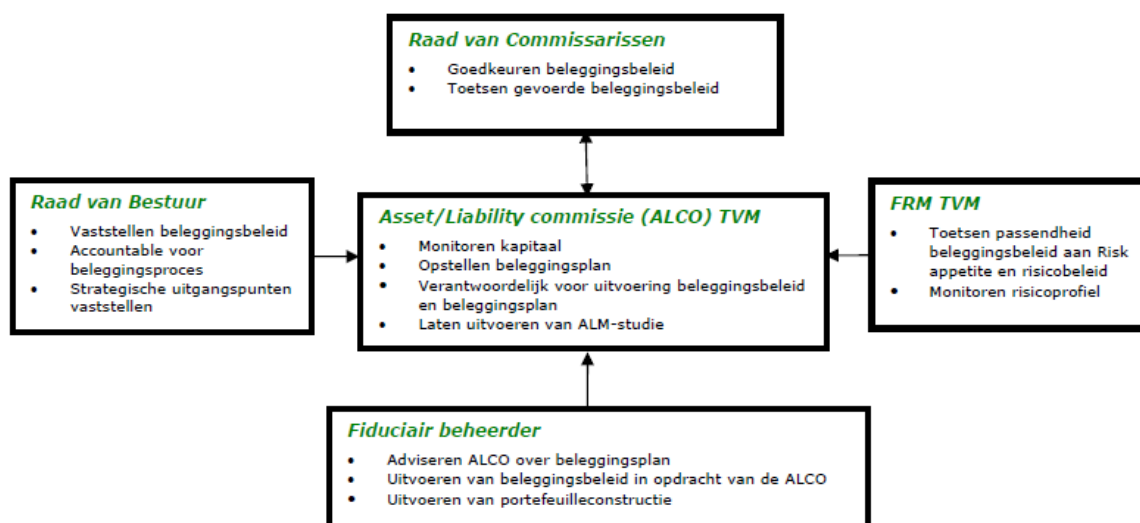 Raad van Commissarissen
• Goedkeuren beleggingsbeleid
• Toetsen gevoerde beleggingsbeleid
Raad van Bestuur
• Vaststellen beleggingsbeleid
• Accountable voor
beleggingsproces
• Strategische uitgangspunten
vaststellen
Asset/Liability commissie (ALCO) TVM
• Monitoren kapitaal
• Opstellen beleggingsplan
• Verantwoordelijk voor uitvoering beleggingsbeleid
en beleggingsplan
• Laten uitvoeren van ALM-studie
FRM TVM
• Toetsen passendheid
beleggingsbeleid aan Risk
appetite en risicobeleid
• Monitoren risicoprofiel
Fiduciair beheerder
• Adviseren ALCO over beleggingsplan
• Uitvoeren van beleggingsbeleid in opdracht van de ALCO
• Uitvoeren van portefeuilleconstructie